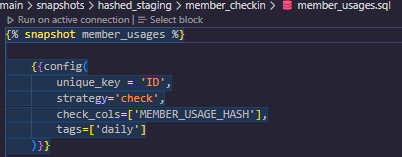 main > snapshots > hashed_staging > member_checkin > member_usages.sql
Run on active connection | Select block
{% snapshot member_usages %}
{{config(
unique_key = 'ID',
strategy='check',
check_cols=['MEMBER_USAGE_HASH'],
tags=['daily']
)}}